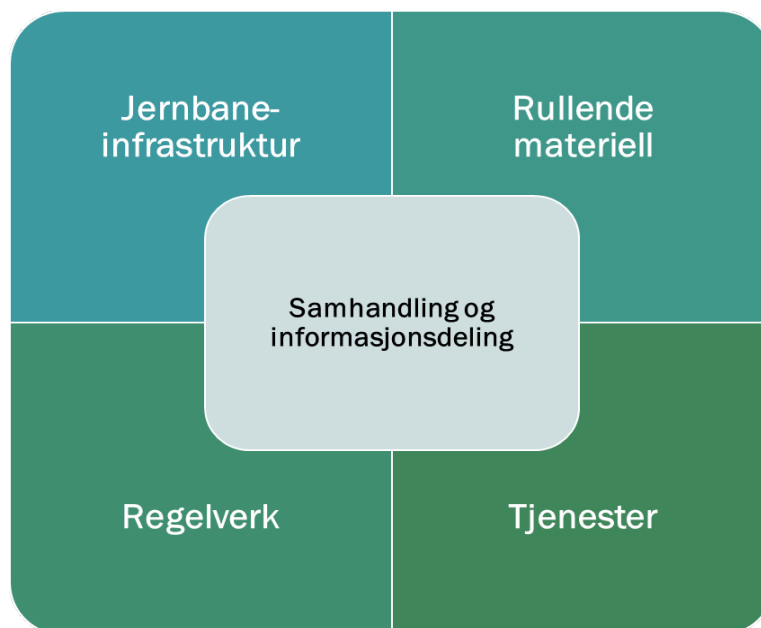 Jernbane-
infrastruktur
Rullende
materiell
Samhandling og
informasjonsdeling
Regelverk
Tjenester